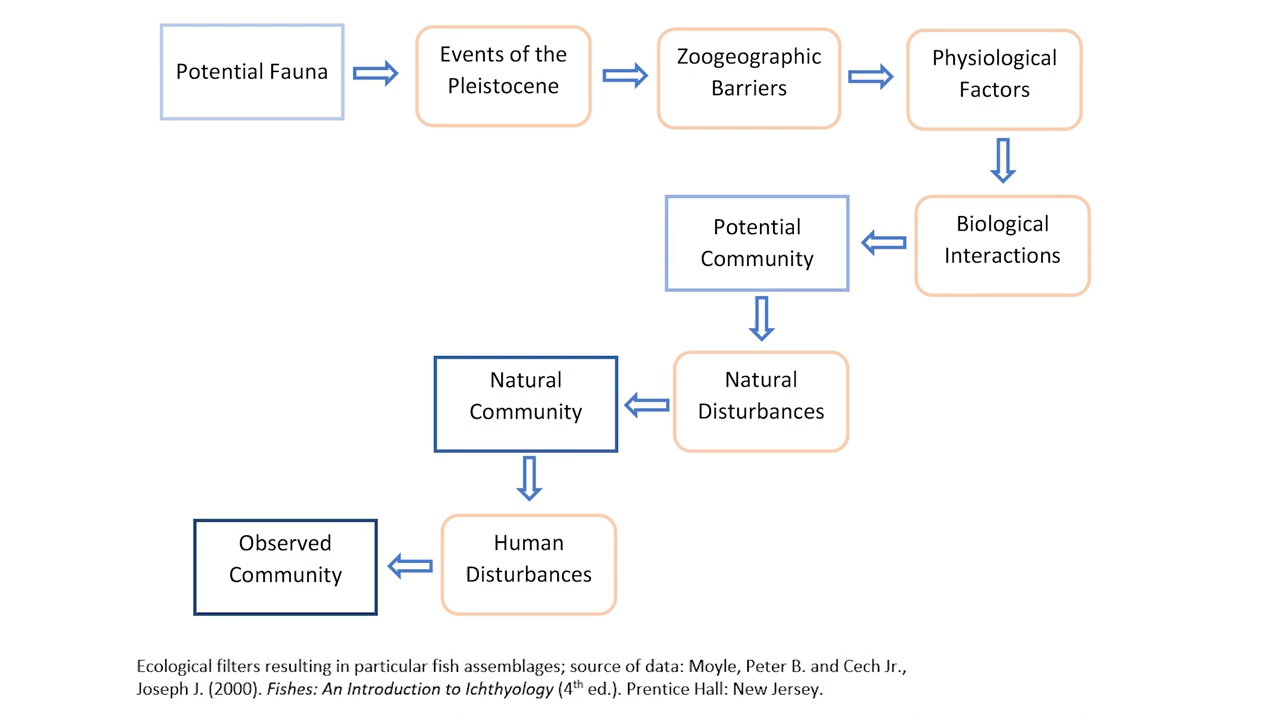 Potential Fauna
Events of the
Pleistocene
Zoogeographic
Barriers
Physiological
Factors
Potential
Community
Biological
Interactions
Natural
Community
Natural
Disturbances
Observed
Community
Human
Disturbances
Ecological filters resulting in particular fish assemblages; source of data: Moyle, Peter B. and Cech Jr.,
Joseph J. (2000). Fishes: An Introduction to Ichthyology (4th ed.). Prentice Hall: New Jersey.